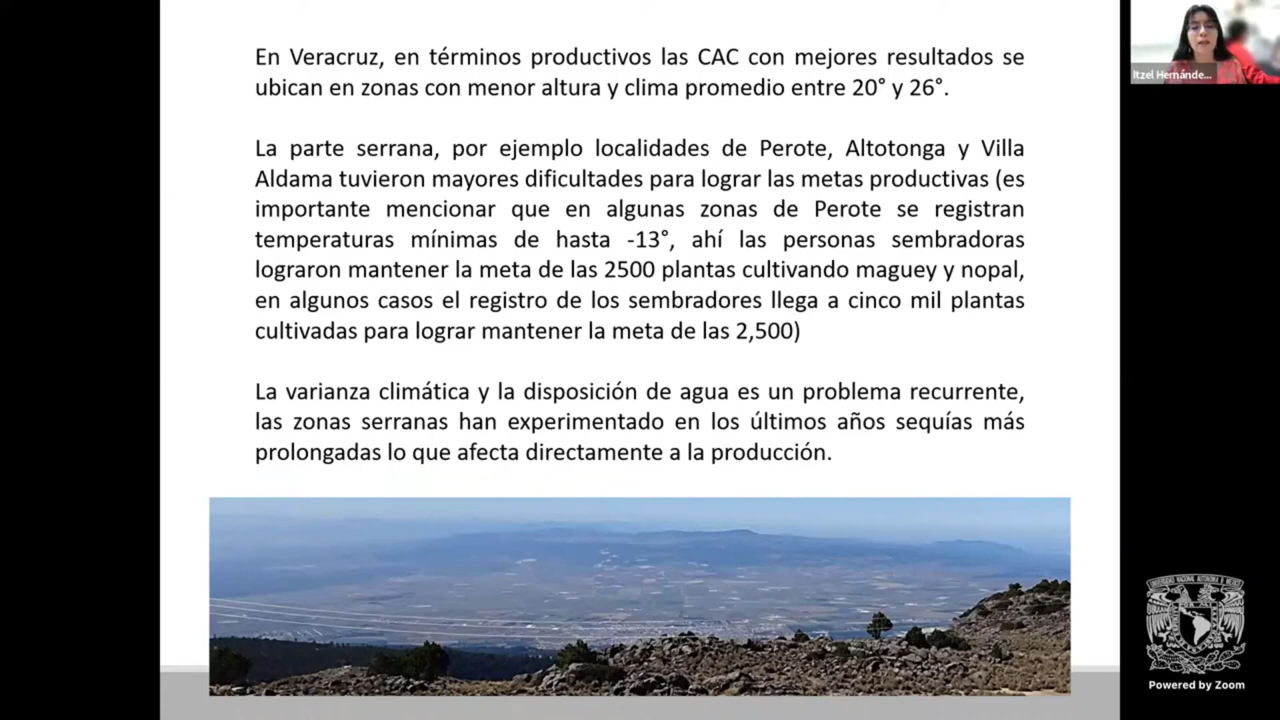 En Veracruz, en términos productivos las CAC con mejores resultados se
ubican en zonas con menor altura y clima promedio entre 20° y 26°.
La parte serrana, por ejemplo localidades de Perote, Altotonga y Villa
Aldama tuvieron mayores dificultades para lograr las metas productivas (es
importante mencionar que en algunas zonas de Perote se registran
temperaturas mínimas de hasta -13°, ahí las personas sembradoras
lograron mantener la meta de las 2500 plantas cultivando maguey y nopal,
en algunos casos el registro de los sembradores llega a cinco mil plantas
cultivadas para lograr mantener la meta de las 2,500)
La varianza climática y la disposición de agua es un problema recurrente,
las zonas serranas han experimentado en los últimos años sequías más
prolongadas lo que afecta directamente a la producción.
Itzel Hernánde...
Powered by Zoom